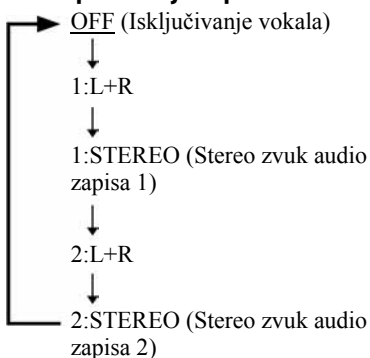 OFF (Isključivanje vokala)
1:L+R
1:STEREO (Stereo zvuk audio
zapisa 1)
2:L+R
2:STEREO (Stereo zvuk audio
zapisa 2)